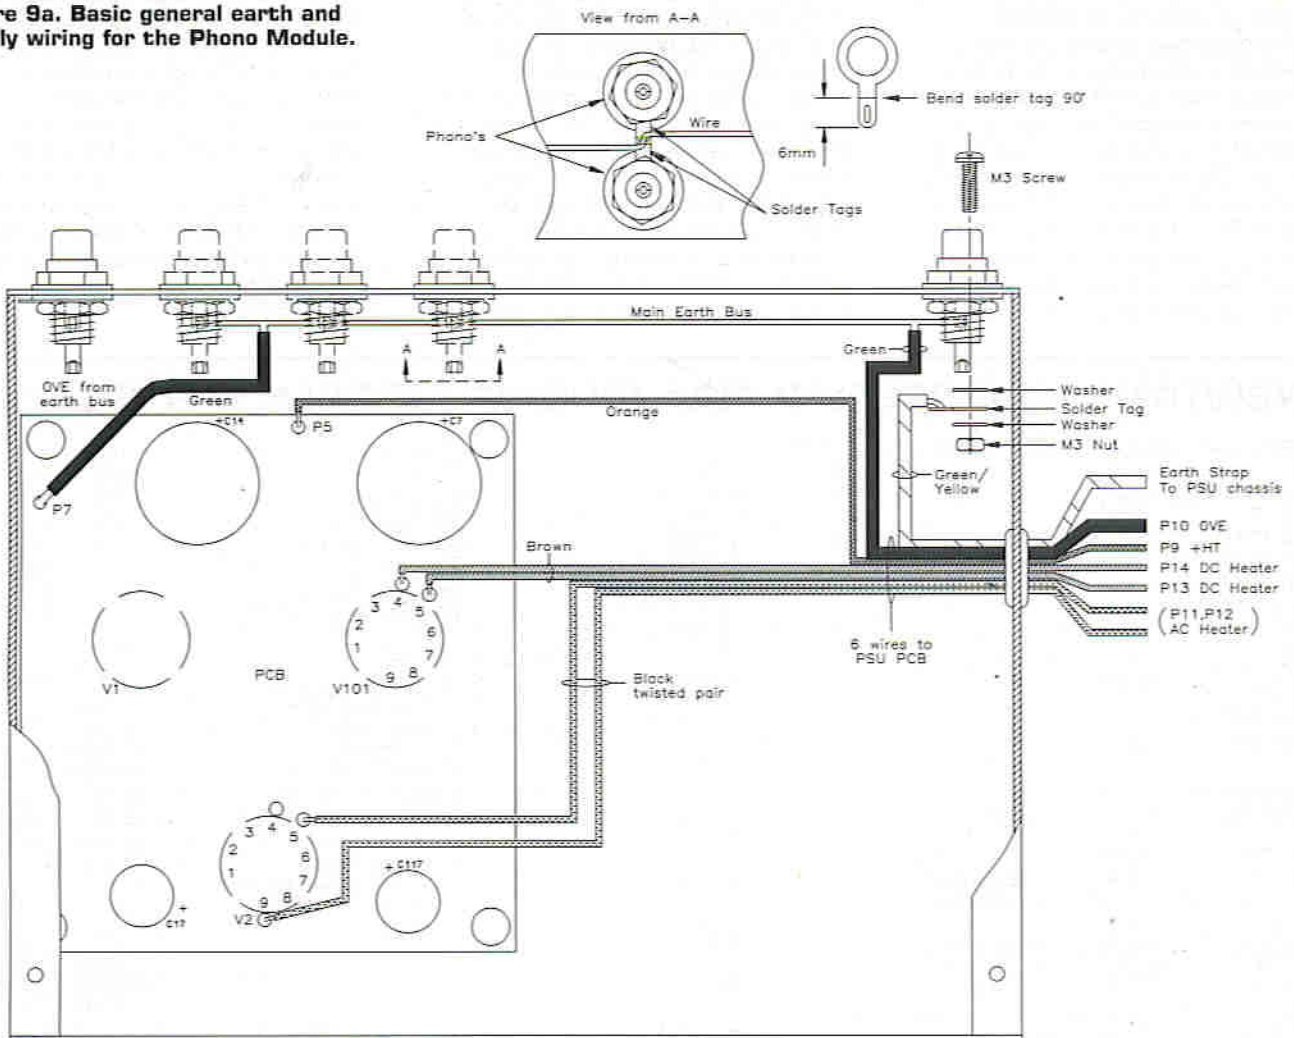 re 9a. Basic general earth and
ly wiring for the Phono Module.
View from A-A
Phono's
Wire
Solder Tags
Bend solder tag 90°
6mm
M3 Screw
Main Earth Bus
A
A
Green
OVE from
earth bus
Green
Orange
Washer
Solder Tag
Washer
M3 Nut
+C14
P5
+C7
P7
Green/
Yellow
Earth Strap
To PSU chassis
P10 OVE
P9 +HT
P14 DC Heater
P13 DC Heater
(P11,P12
AC Heater)
Brown
6 wires to
PSU PCB
V1
PCB
1 2 3 4 5 6 7 8 9
V101
Black
twisted pair
1 2 3 4 5 6 7 8 9
V2
+
C17
+C117